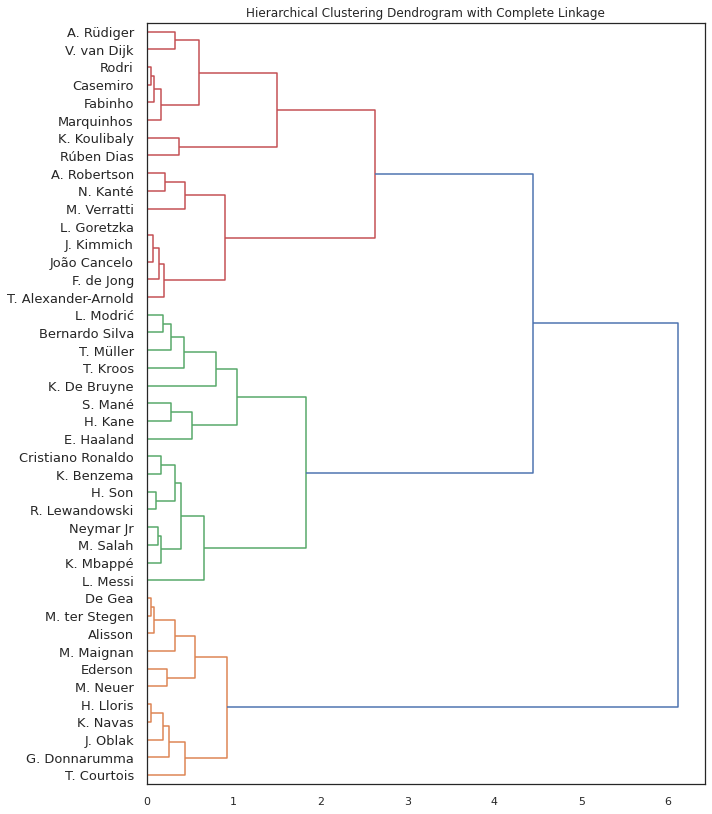 Hierarchical Clustering Dendrogram with Complete Linkage
A. Rüdiger
V. van Dijk
Rodri
Casemiro
Fabinho
Marquinhos
K. Koulibaly
Rúben Dias
A. Robertson
N. Kanté
M. Verratti
L. Goretzka
J. Kimmich
João Cancelo
F. de Jong
T. Alexander-Arnold
L. Modrić
Bernardo Silva
T. Müller
T. Kroos
K. De Bruyne
S. Mané
H. Kane
E. Haaland
Cristiano Ronaldo
K. Benzema
H. Son
R. Lewandowski
Neymar Jr
M. Salah
K. Mbappé
L. Messi
De Gea
M. ter Stegen
Alisson
M. Maignan
Ederson
M. Neuer
H. Lloris
K. Navas
J. Oblak
G. Donnarumma
T. Courtois
0 1 2 3 4 5 6